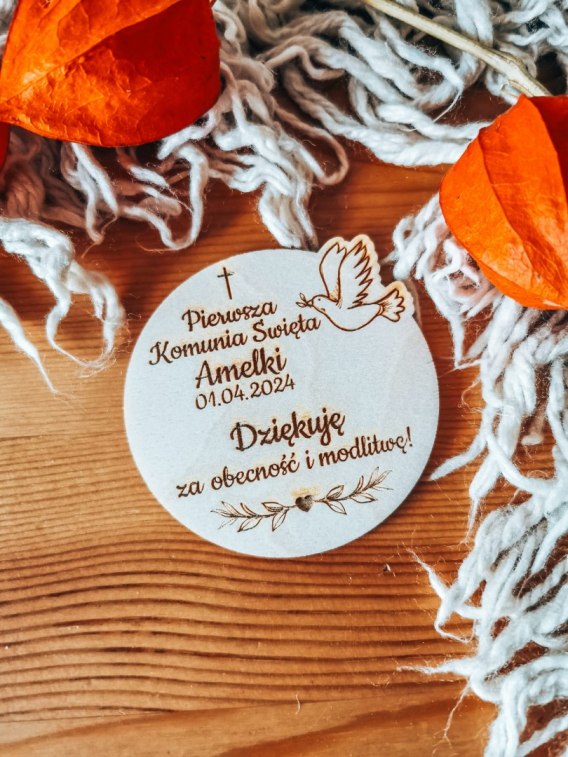 Pierwsza
Komunia Święta
Amelki
01.04.2024
Dziękuję
za obecność i modlitwę!